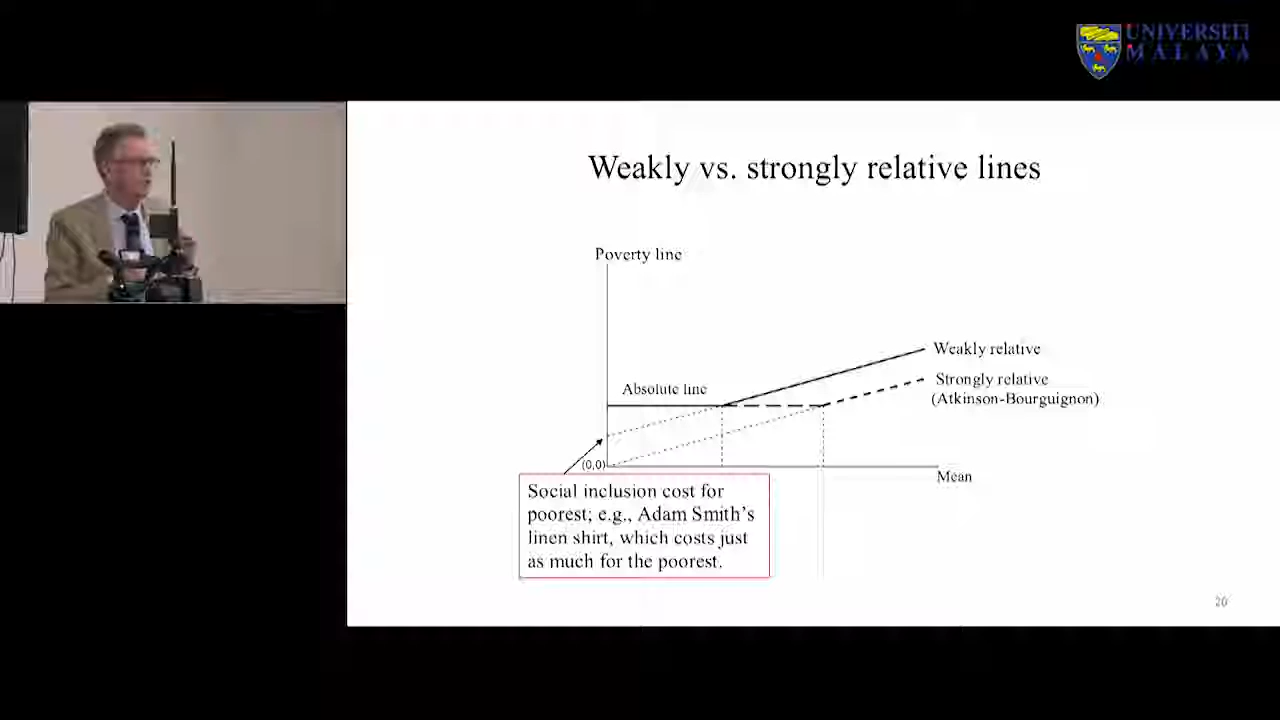 UNIVERSITI
MALAYA
Weakly vs. strongly relative lines
Poverty line
Weakly relative
Strongly relative
(Atkinson-Bourguignon)
Absolute line
(0,0)
Mean
Social inclusion cost for
poorest; e.g., Adam Smith’s
linen shirt, which costs just
as much for the poorest.
20